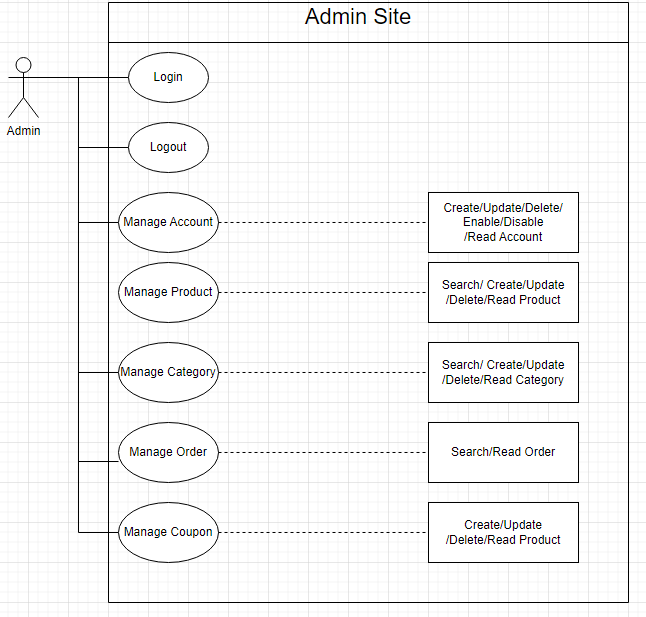 Admin Site
Login
Admin
Logout
Manage Account
Create/Update/Delete/
Enable/Disable
/Read Account
Manage Product
Search/ Create/Update
/Delete/Read Product
Manage Category
Search/ Create/Update
/Delete/Read Category
Manage Order
Search/Read Order
Manage Coupon
Create/Update
/Delete/Read Product